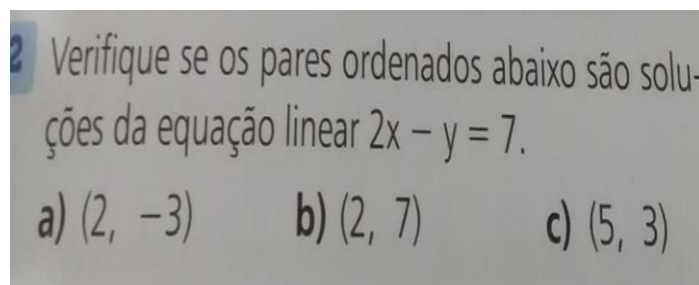 2 Verifique se os pares ordenados abaixo são solu-
ções da equação linear 2x – y = 7.
a) (2, –3) b) (2, 7) c) (5, 3)